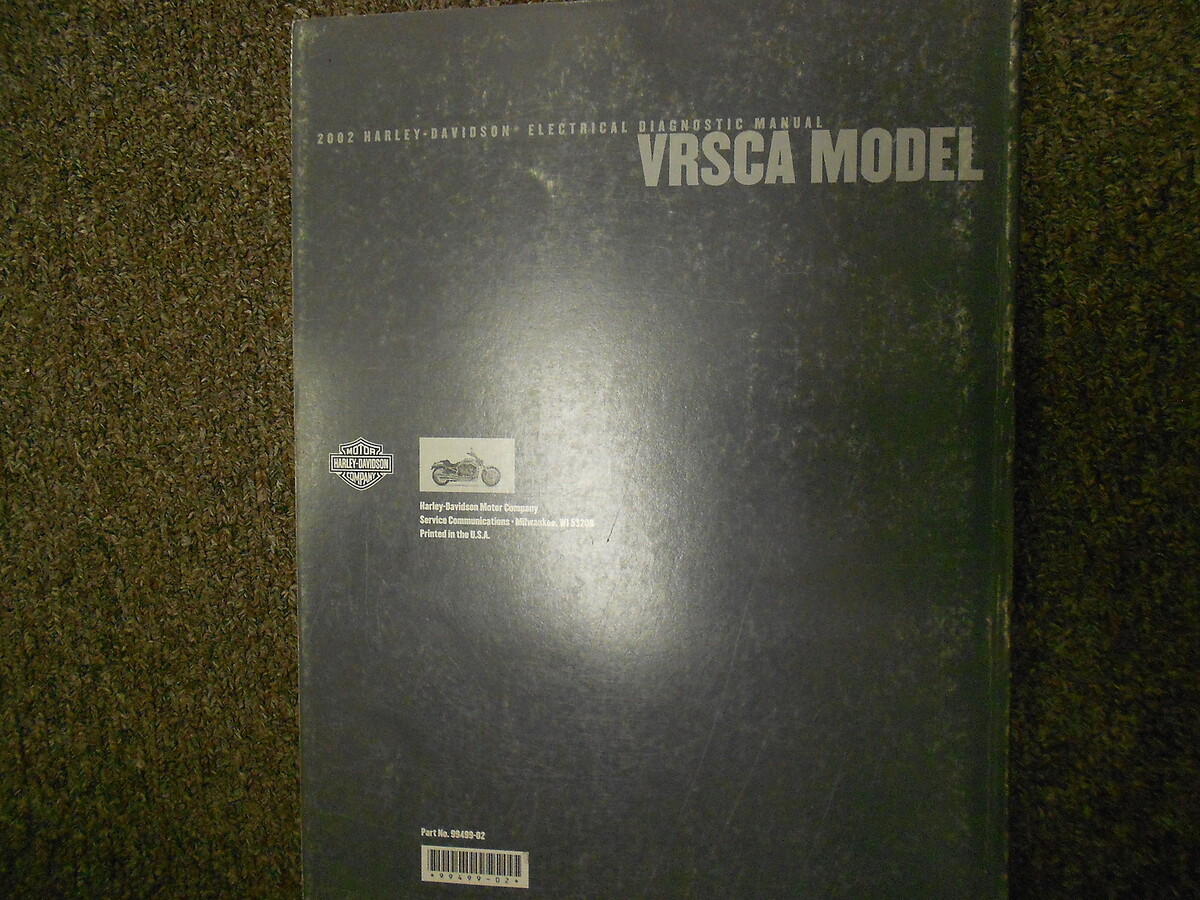 2002 HARLEY-DAVIDSON® ELECTRICAL DIAGNOSTIC MANUAL
VRSCA MODEL
MOTOR
HARLEY-DAVIDSON
COMPANY
Harley-Davidson Motor Company
Service Communications · Milwaukee, WI 53208
Printed in the U.S.A.
Part No. 99499-02
*99499-02*